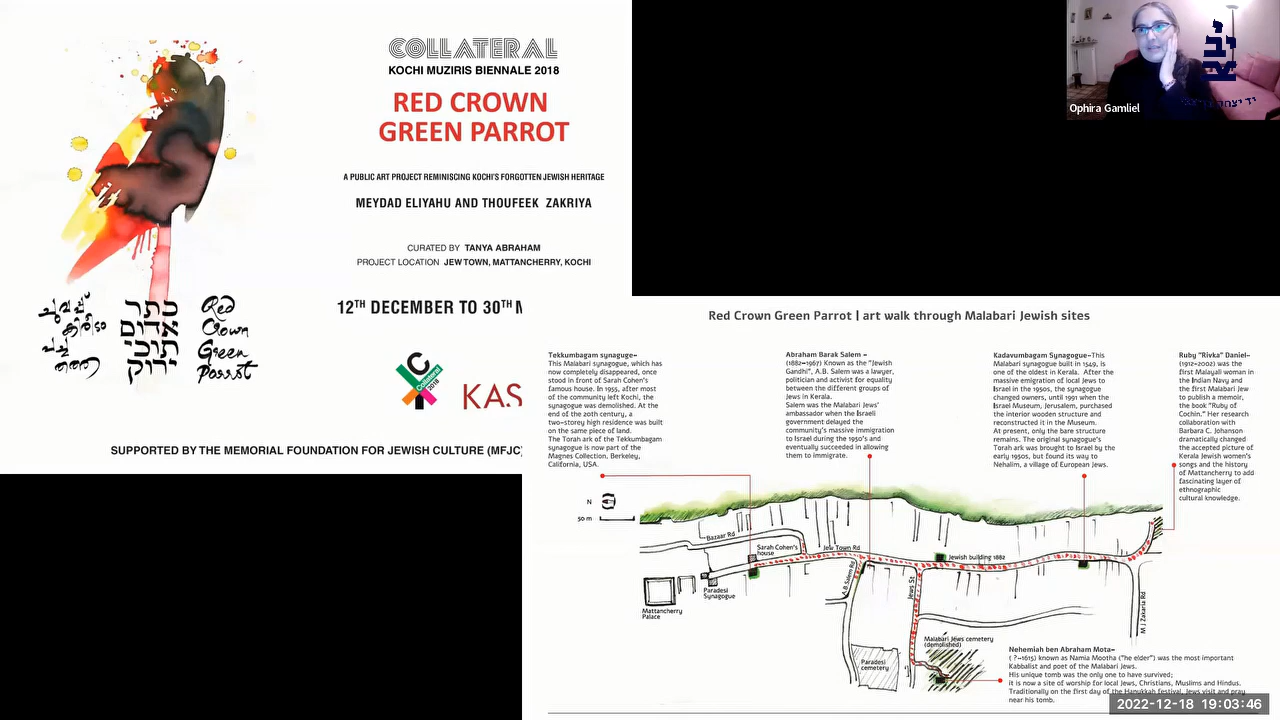 COLLATERAL
KOCHI MUZIRIS BIENNALE 2018
RED CROWN
GREEN PARROT
A PUBLIC ART PROJECT REMINISCING KOCHI'S FORGOTTEN JEWISH HERITAGE
MEYDAD ELIYAHU AND THOUFEEK ZAKRIYA
CURATED BY TANYA ABRAHAM
PROJECT LOCATION JEW TOWN, MATTANCHERRY, KOCHI
12TH DECEMBER TO 30TH
ചുവപ്പ്
കിരീടം
പച്ച
തത്ത
כתר
אדום
תוכי
ירוק
Red
Crown
Green
Parrot
Collateral
2018
KAS
SUPPORTED BY THE MEMORIAL FOUNDATION FOR JEWISH CULTURE (MFJC)
Ophira Gamliel
Red Crown Green Parrot | art walk through Malabari Jewish sites
Tekkumbagam synaguge-
This Malabari synagogue, which has
now completely disappeared, once
stood in front of Sarah Cohen's
famous house. In 1955, after most
of the community left Kochi, the
synagogue was demolished. At the
end of the 20th century, a
two-storey high residence was built
on the same piece of land.
The Torah ark of the Tekkumbagam
synagogue is now part of the
Magnes Collection, Berkeley,
California, USA.
Abraham Barak Salem -
(1882-1967) Known as the "Jewish
Gandhi", A.B. Salem was a lawyer,
politician and activist for equality
between the different groups of
Jews in Kerala.
Salem was the Malabari Jews'
ambassador when the Israeli
government delayed the
community's massive immigration
to Israel during the 1950's and
eventually succeeded in allowing
them to immigrate.
Kadavumbagam Synagogue-This
Malabari synagogue built in 1549, is
one of the oldest in Kerala. After the
massive emigration of local Jews to
Israel in the 1950s, the synagogue
changed owners, until 1991 when the
Israel Museum, Jerusalem, purchased
the interior wooden structure and
reconstructed it in the Museum.
At present, only the bare structure
remains. The original synagogue's
Torah ark was brought to Israel by the
early 1950s, but found its way to
Nehalim, a village of European Jews.
Ruby "Rivka" Daniel-
(1912-2002) was the
first Malayali woman in
the Indian Navy and
the first Malabari Jew
to publish a memoir,
the book "Ruby of
Cochin." Her research
collaboration with
Barbara C. Johanson
dramatically changed
the accepted picture of
Kerala Jewish women's
songs and the history
of Mattancherry to add
fascinating layer of
ethnographic
cultural knowledge.
N
50 m
Bazaar Rd
Sarah Cohen's
house
Jew Town Rd
Jewish building 1882
Paradesi
Synagogue
Mattancherry
Palace
A.B.Salem Rd
Jews St
M.J Zakaria Rd
Malabari Jews cemetery
(demolished)
Paradesi
cemetery
Nehemiah ben Abraham Mota-
( ?-1615) known as Namia Mootha ("he elder") was the most important
Kabbalist and poet of the Malabari Jews.
His unique tomb was the only one to have survived;
it is now a site of worship for local Jews, Christians, Muslims and Hindus.
Traditionally on the first day of the Hanukkah festival, Jews visit and pray
near his tomb.
2022-12-18 19:03:46